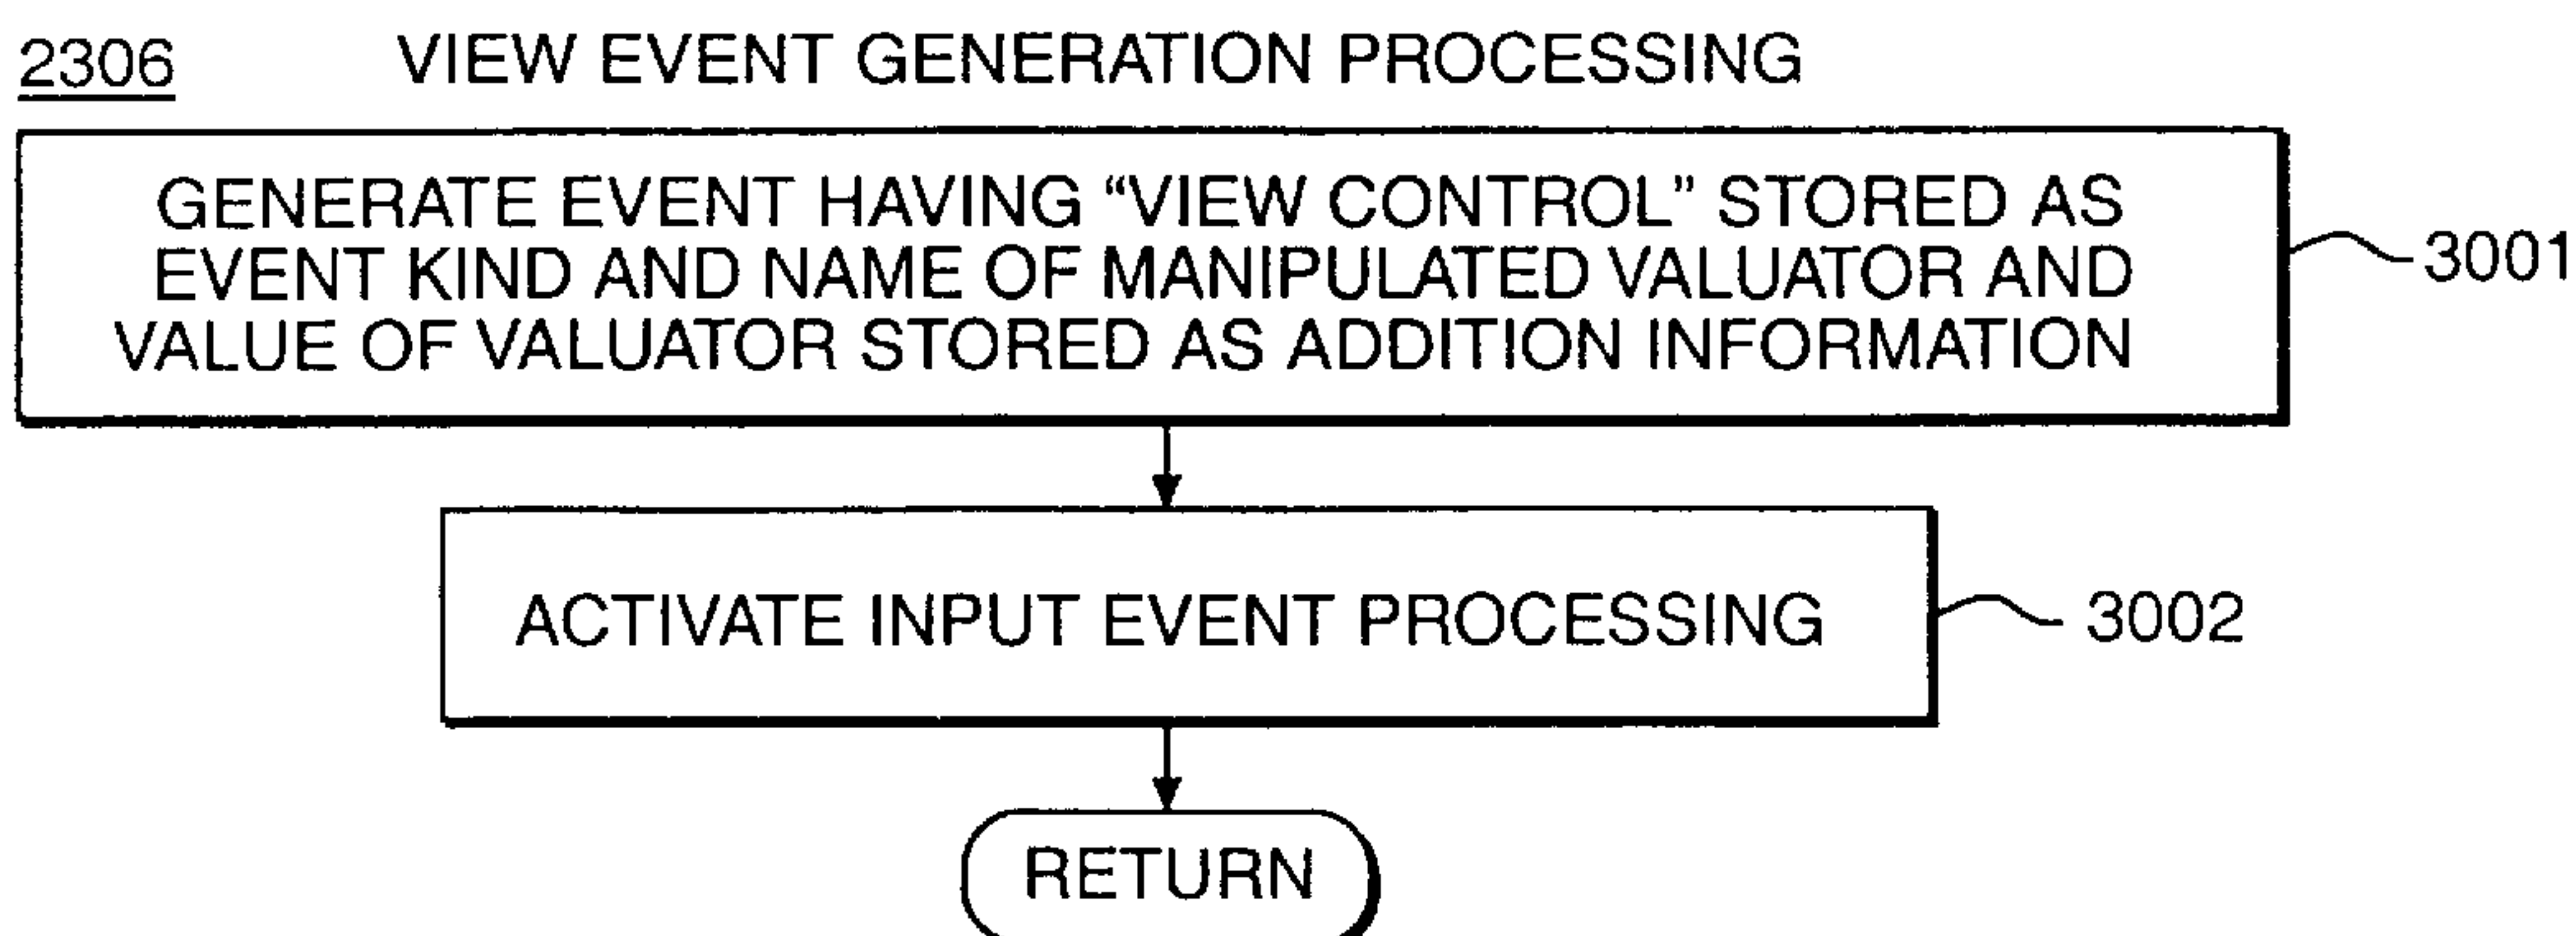 2306 VIEW EVENT GENERATION PROCESSING
GENERATE EVENT HAVING “VIEW CONTROL” STORED AS
EVENT KIND AND NAME OF MANIPULATED VALUATOR AND
VALUE OF VALUATOR STORED AS ADDITION INFORMATION
3001
ACTIVATE INPUT EVENT PROCESSING
3002
RETURN